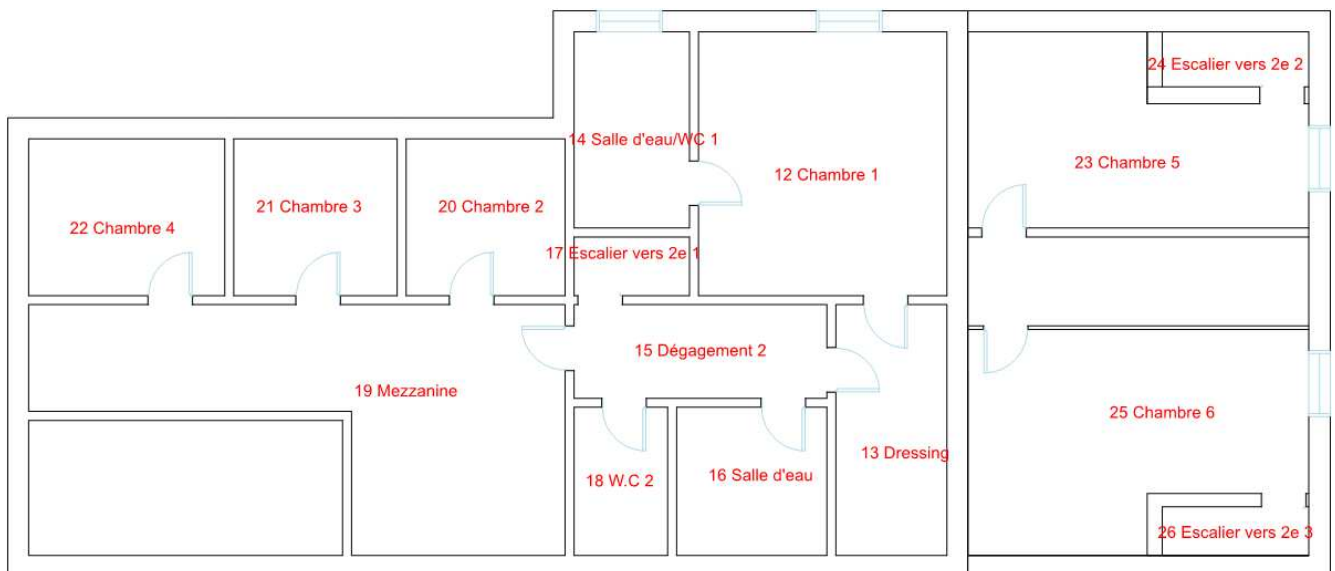 24 Escalier vers 2e 2
14 Salle d'eau/WC 1
12 Chambre 1
23 Chambre 5
22 Chambre 4
21 Chambre 3
20 Chambre 2
17 Escalier vers 2e 1
15 Dégagement 2
19 Mezzanine
25 Chambre 6
13 Dressing
18 W.C 2
16 Salle d'eau
26 Escalier vers 2e 3